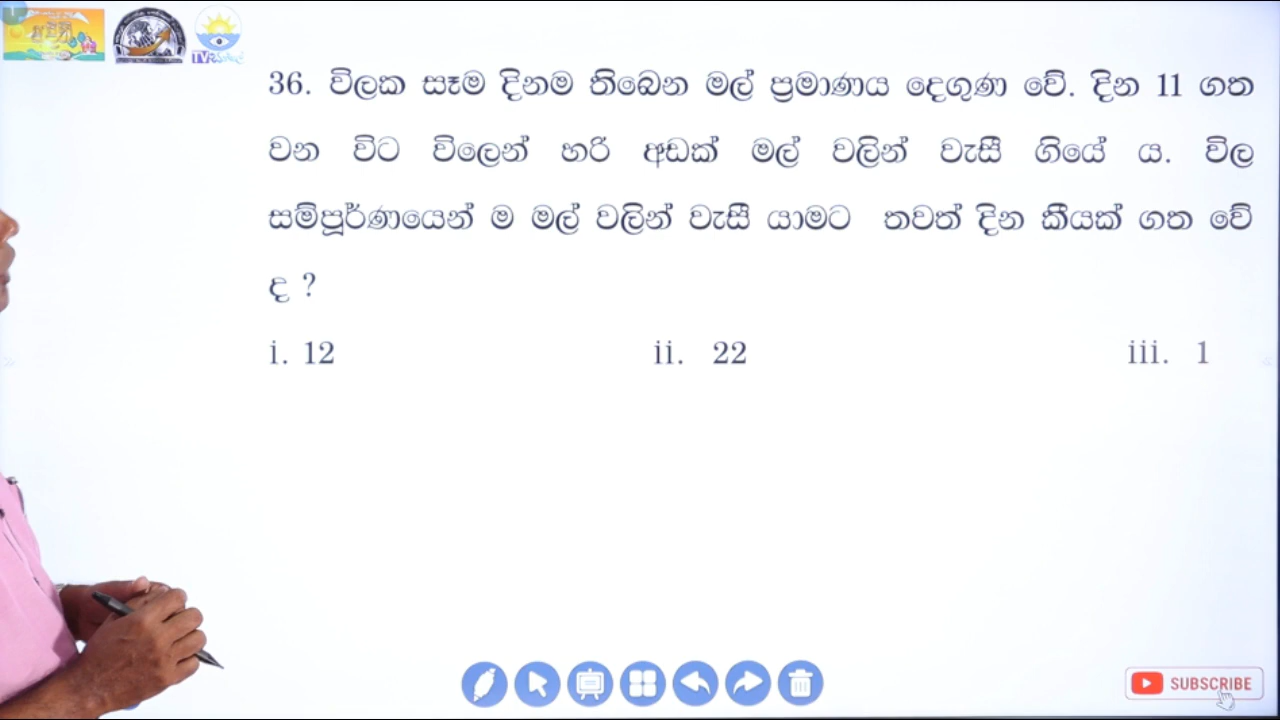 36. විලක සෑම දිනම තිබෙන මල් ප්‍රමාණය දෙගුණ වේ. දින 11 ගත
වන විට විලෙන් හරි අඩක් මල් වලින් වැසී ගියේ ය. විල
සම්පූර්ණයෙන් ම මල් වලින් වැසී යාමට තවත් දින කීයක් ගත වේ
ද ?
i. 12 ii. 22 iii. 1
SUBSCRIBE